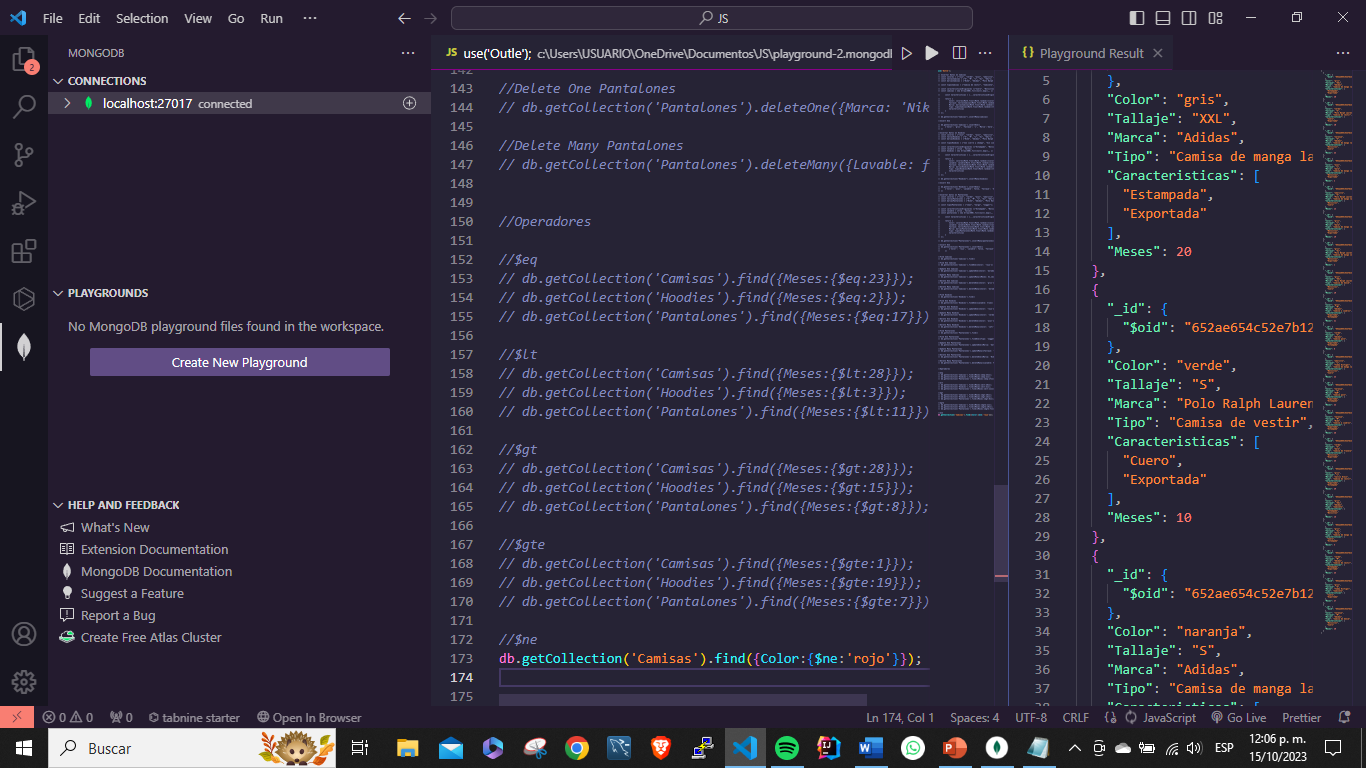 File Edit Selection View Go Run ··· JS
MONGODB
CONNECTIONS
localhost:27017 connected
PLAYGROUNDS
No MongoDB playground files found in the workspace.
Create New Playground
HELP AND FEEDBACK
What's New
Extension Documentation
MongoDB Documentation
Suggest a Feature
Report a Bug
Create Free Atlas Cluster
2
JS use('Outle'); c:\Users\USUARIO\OneDrive\Documentos\JS\playground-2.mongodb
142
143 //Delete One Pantalones
144 // db.getCollection('Pantalones').deleteOne({Marca: 'Nik
145
146 //Delete Many Pantalones
147 // db.getCollection('Pantalones').deleteMany({Lavable: f
148
149
150 //Operadores
151
152 //$eq
153 // db.getCollection('Camisas').find({Meses:{$eq:23}});
154 // db.getCollection('Hoodies').find({Meses:{$eq:2}});
155 // db.getCollection('Pantalones').find({Meses:{$eq:17}})
156
157 //$lt
158 // db.getCollection('Camisas').find({Meses:{$lt:28}});
159 // db.getCollection('Hoodies').find({Meses:{$lt:3}});
160 // db.getCollection('Pantalones').find({Meses:{$lt:11}})
161
162 //$gt
163 // db.getCollection('Camisas').find({Meses:{$gt:28}});
164 // db.getCollection('Hoodies').find({Meses:{$gt:15}});
165 // db.getCollection('Pantalones').find({Meses:{$gt:8}});
166
167 //$gte
168 // db.getCollection('Camisas').find({Meses:{$gte:1}});
169 // db.getCollection('Hoodies').find({Meses:{$gte:19}});
170 // db.getCollection('Pantalones').find({Meses:{$gte:7}})
171
172 //$ne
173 db.getCollection('Camisas').find({Color:{$ne:'rojo'}});
174
175
{} Playground Result
5 },
6 "Color": "gris",
7 "Tallaje": "XXL",
8 "Marca": "Adidas",
9 "Tipo": "Camisa de manga la
10 "Caracteristicas": [
11 "Estampada",
12 "Exportada"
13 ],
14 "Meses": 20
15 },
16 {
17 "_id": {
18 "$oid": "652ae654c52e7b12
19 },
20 "Color": "verde",
21 "Tallaje": "S",
22 "Marca": "Polo Ralph Lauren
23 "Tipo": "Camisa de vestir",
24 "Caracteristicas": [
25 "Cuero",
26 "Exportada"
27 ],
28 "Meses": 10
29 },
30 {
31 "_id": {
32 "$oid": "652ae654c52e7b12
33 },
34 "Color": "naranja",
35 "Tallaje": "S",
36 "Marca": "Adidas",
37 "Tipo": "Camisa de manga la
38 "Caracteristicas": [
0 0 0 tabnine starter Open In Browser Ln 174, Col 1 Spaces: 4 UTF-8 CRLF JavaScript Go Live Prettier
Buscar ESP 12:06 p. m.
15/10/2023